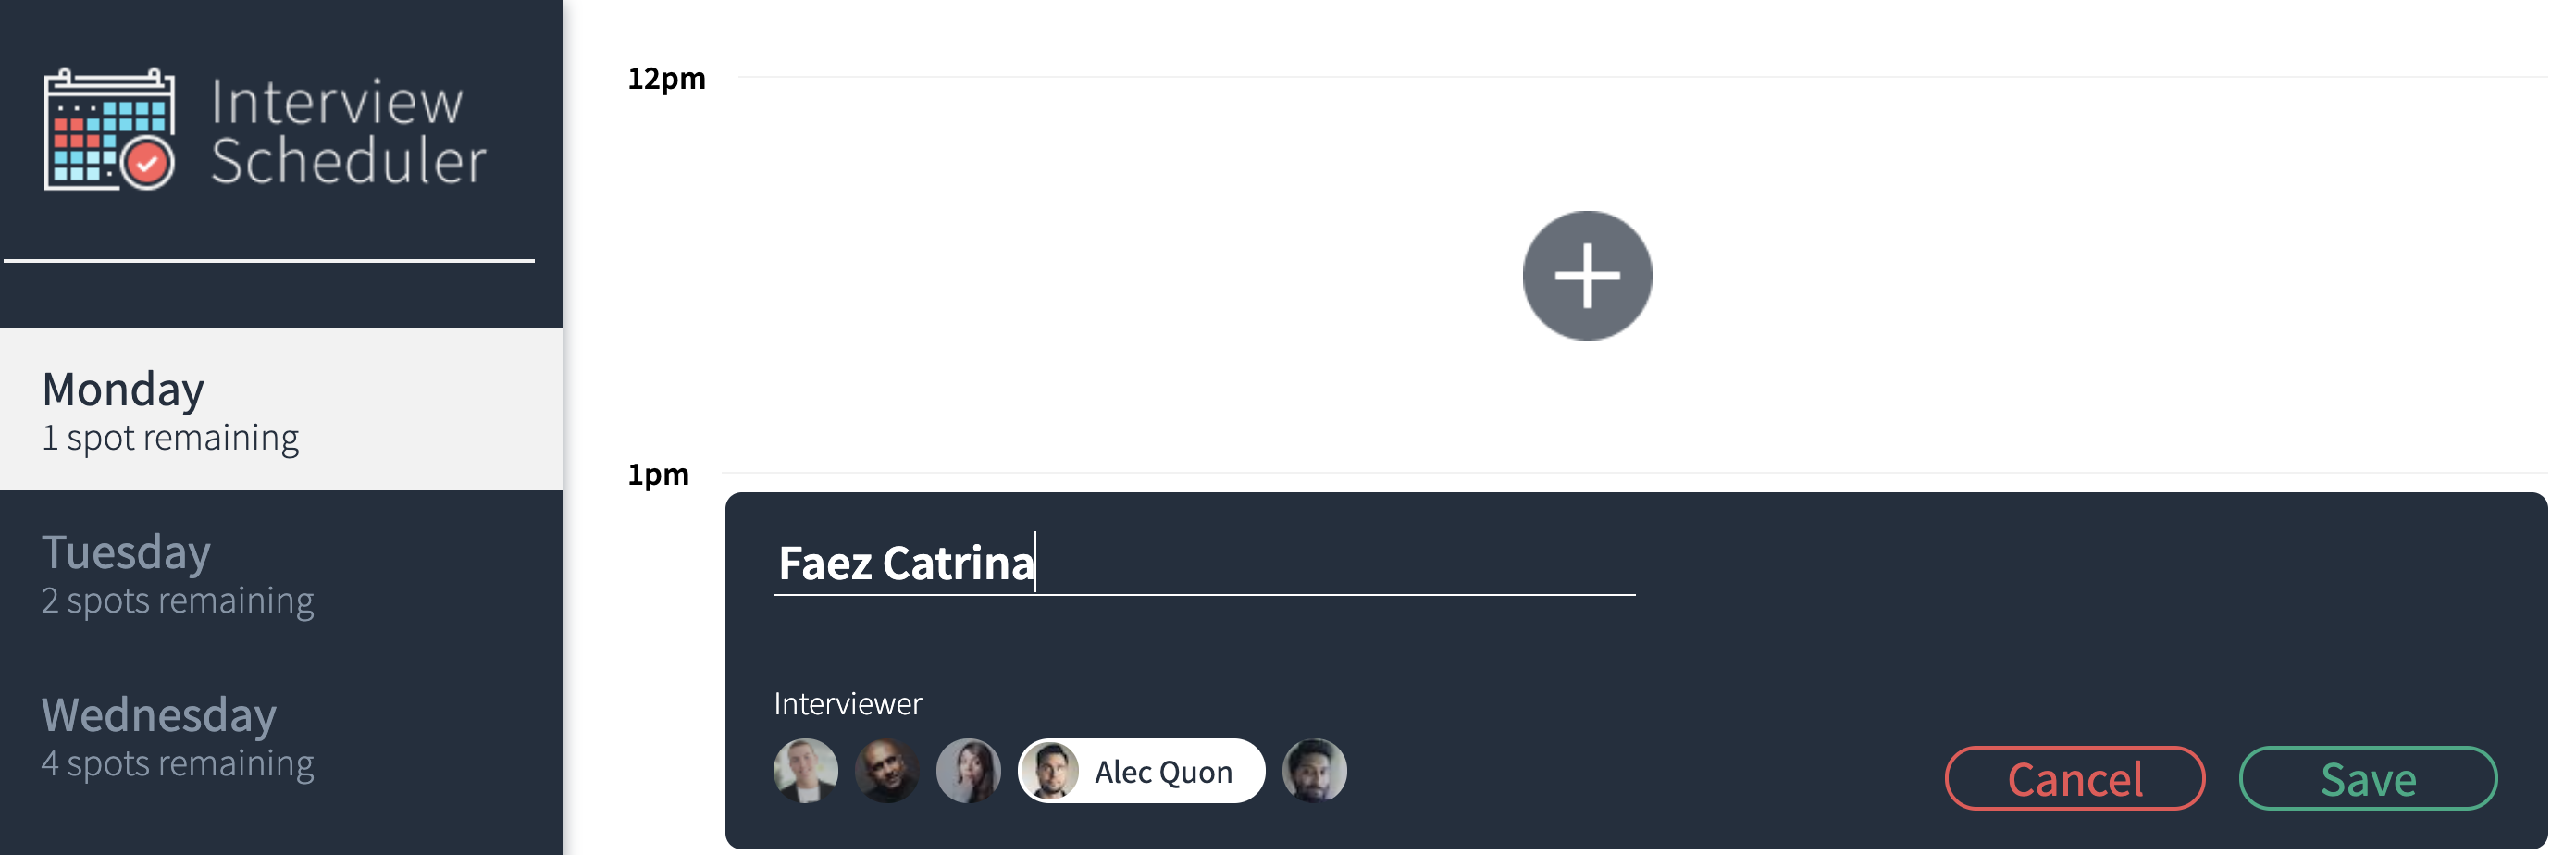 Interview
Scheduler
Monday
1 spot remaining
Tuesday
2 spots remaining
Wednesday
4 spots remaining
12pm
1pm
Faez Catrina
Interviewer
Alec Quon
Cancel
Save